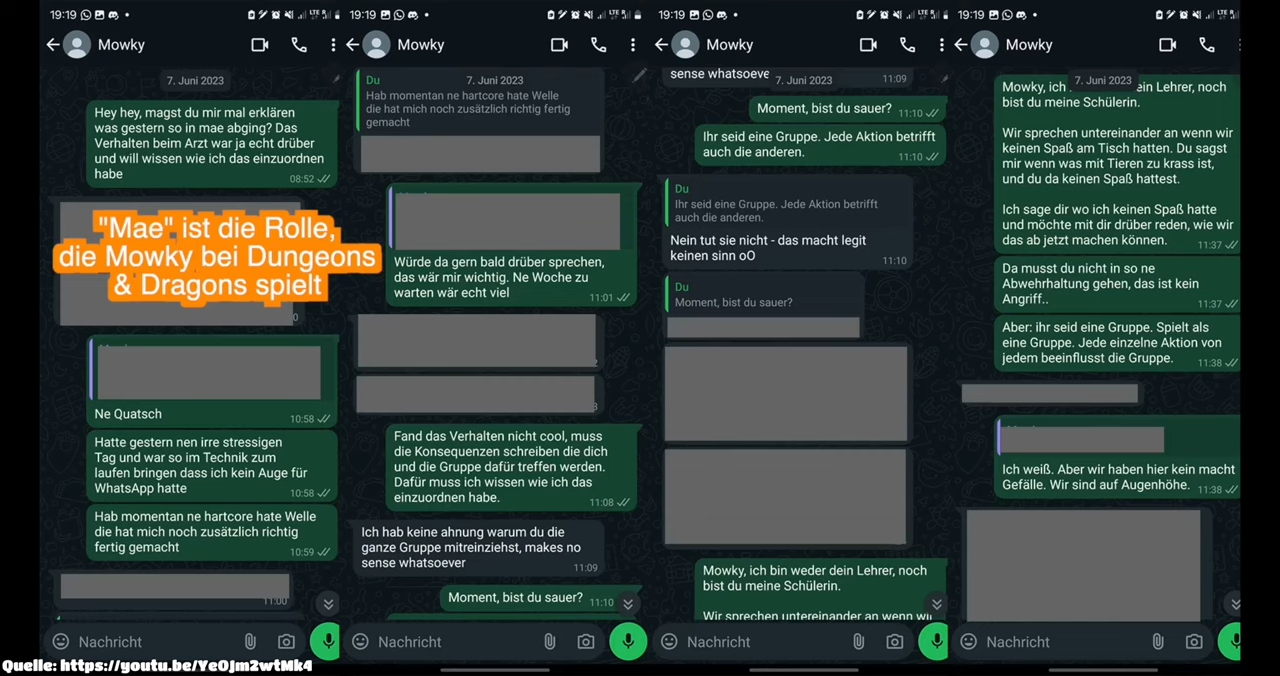 19:19
Mowky
7. Juni 2023
Hey hey, magst du mir mal erklären
was gestern so in mae abging? Das
Verhalten beim Arzt war ja echt drüber
und will wissen wie ich das einzuordnen
habe
08:52
"Mae" ist die Rolle,
die Mowky bei Dungeons
& Dragons spielt
Ne Quatsch
10:58
Hatte gestern nen irre stressigen
Tag und war so im Technik zum
laufen bringen dass ich kein Auge für
WhatsApp hatte
10:58
Hab momentan ne hartcore hate Welle
die hat mich noch zusätzlich richtig
fertig gemacht
10:59
11:00
Nachricht
19:19
Mowky
Du
7. Juni 2023
Hab momentan ne hartcore hate Welle
die hat mich noch zusätzlich richtig fertig
gemacht
Würde da gern bald drüber sprechen,
das wär mir wichtig. Ne Woche zu
warten wär echt viel
11:01
Fand das Verhalten nicht cool, muss
die Konsequenzen schreiben die dich
und die Gruppe dafür treffen werden.
Dafür muss ich wissen wie ich das
einzuordnen habe.
11:08
Ich hab keine ahnung warum du die
ganze Gruppe mitreinziehst, makes no
sense whatsoever
11:09
Moment, bist du sauer?
11:10
Nachricht
19:19
Mowky
sense whatsoever
7. Juni 2023
11:09
Moment, bist du sauer?
11:10
Ihr seid eine Gruppe. Jede Aktion betrifft
auch die anderen.
11:10
Du
Ihr seid eine Gruppe. Jede Aktion betrifft
auch die anderen.
Nein tut sie nicht - das macht legit
keinen sinn oO
11:10
Du
Moment, bist du sauer?
Mowky, ich bin weder dein Lehrer, noch
bist du meine Schülerin.
Wir sprechen untereinander an wenn wir
Nachricht
19:19
Mowky
7. Juni 2023
Mowky, ich dein Lehrer, noch
bist du meine Schülerin.
Wir sprechen untereinander an wenn wir
keinen Spaß am Tisch hatten. Du sagst
mir wenn was mit Tieren zu krass ist,
und du da keinen Spaß hattest.
Ich sage dir wo ich keinen Spaß hatte
und möchte mit dir drüber reden, wie wir
das ab jetzt machen können.
11:37
Da musst du nicht in so ne
Abwehrhaltung gehen, das ist kein
Angriff..
11:37
Aber: ihr seid eine Gruppe. Spielt als
eine Gruppe. Jede einzelne Aktion von
jedem beeinflusst die Gruppe.
11:38
Ich weiß. Aber wir haben hier kein macht
Gefälle. Wir sind auf Augenhöhe.
11:38
Nachricht
Quelle: https://youtu.be/YeOjm2wtMk4